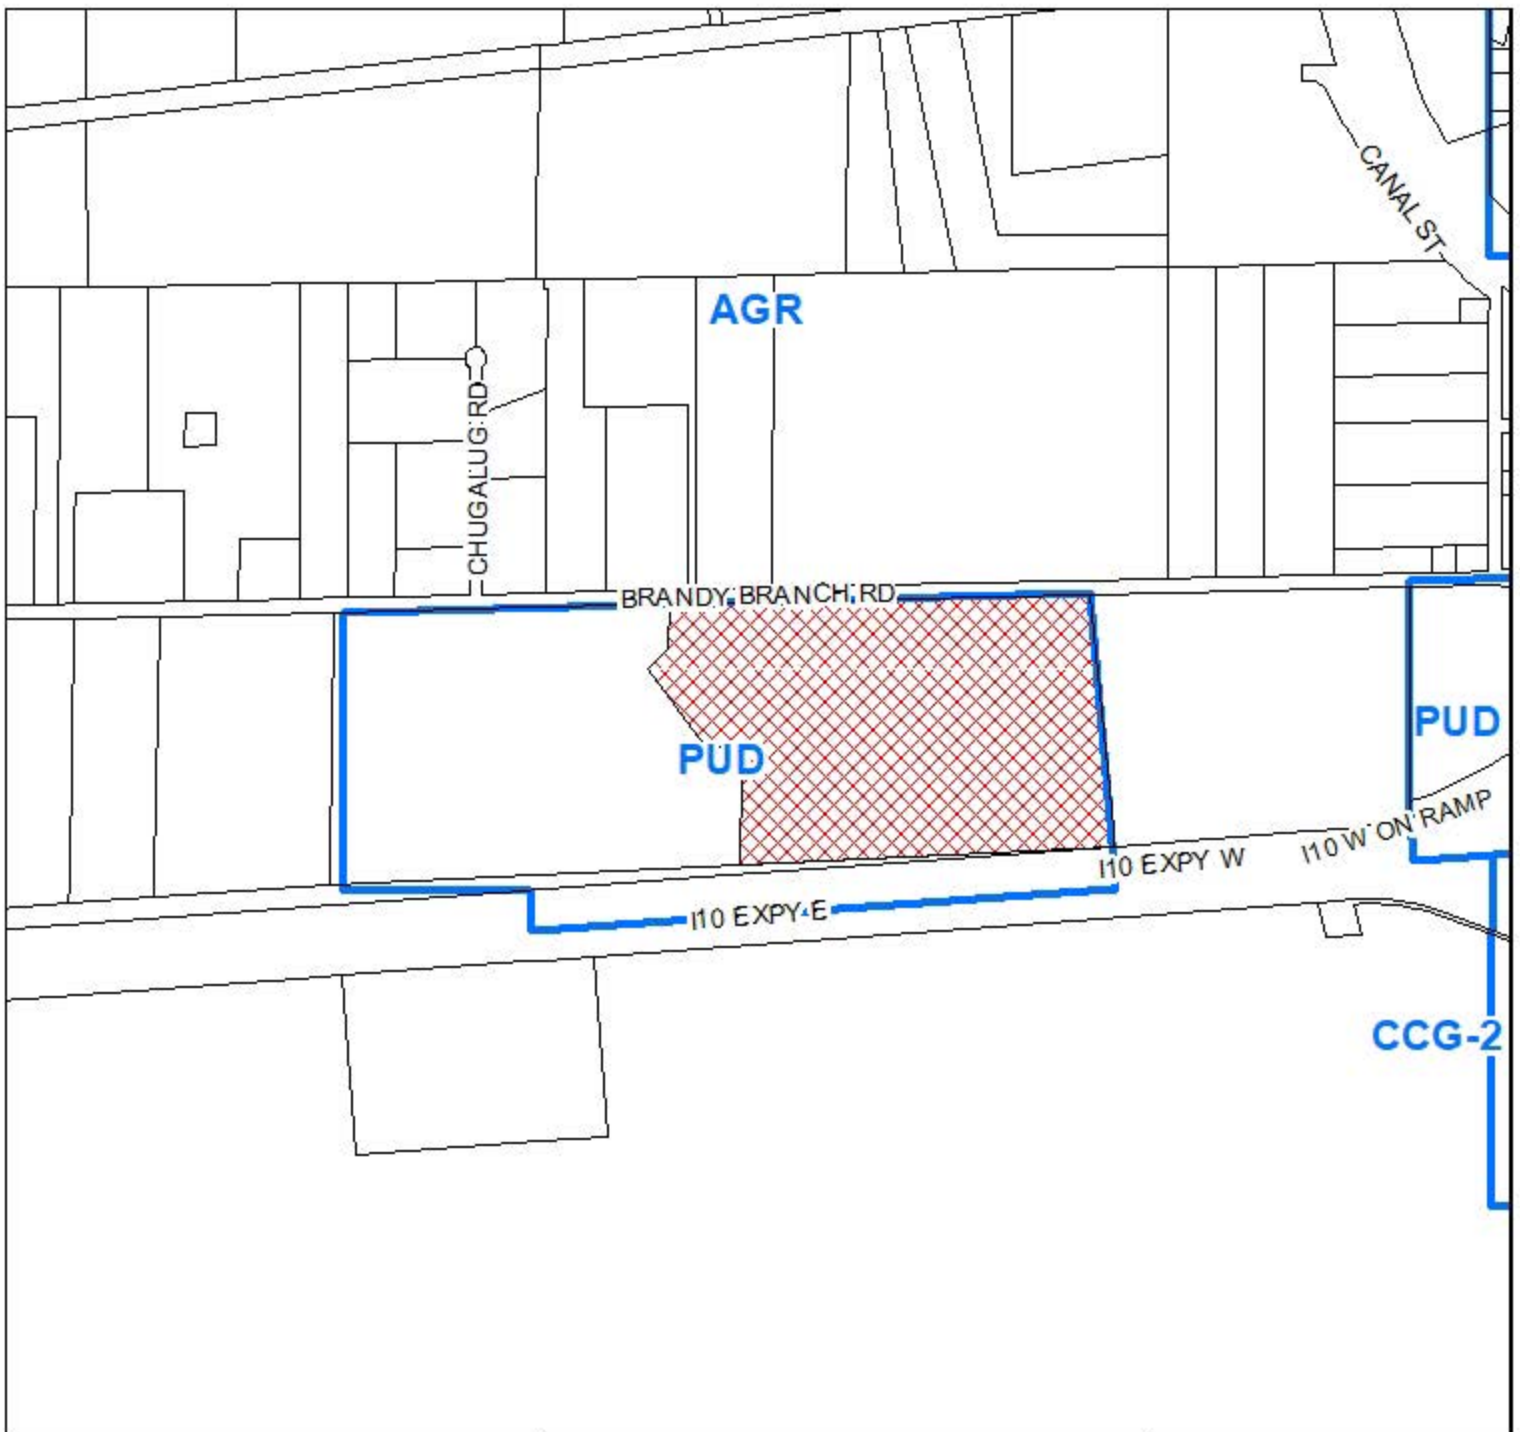 CANAL ST
AGR
CHUGALUG RD
BRANDY BRANCH RD
PUD
PUD
I10 W ON RAMP
I10 EXPY W
I10 EXPY E
CCG-2